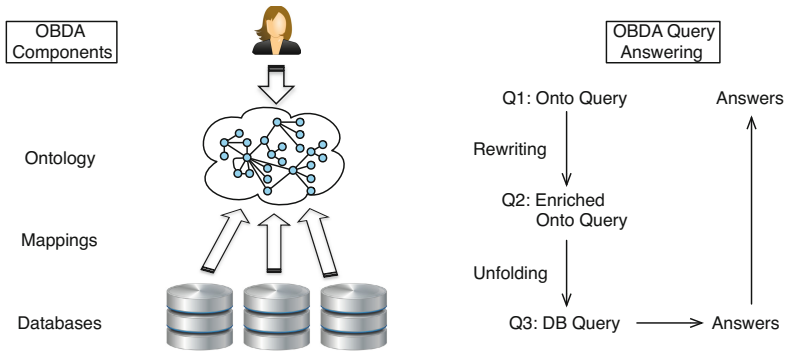 OBDA
Components
Ontology
Mappings
Databases
OBDA Query
Answering
Q1: Onto Query
Answers
Rewriting
Q2: Enriched
Onto Query
Unfolding
Q3: DB Query
Answers